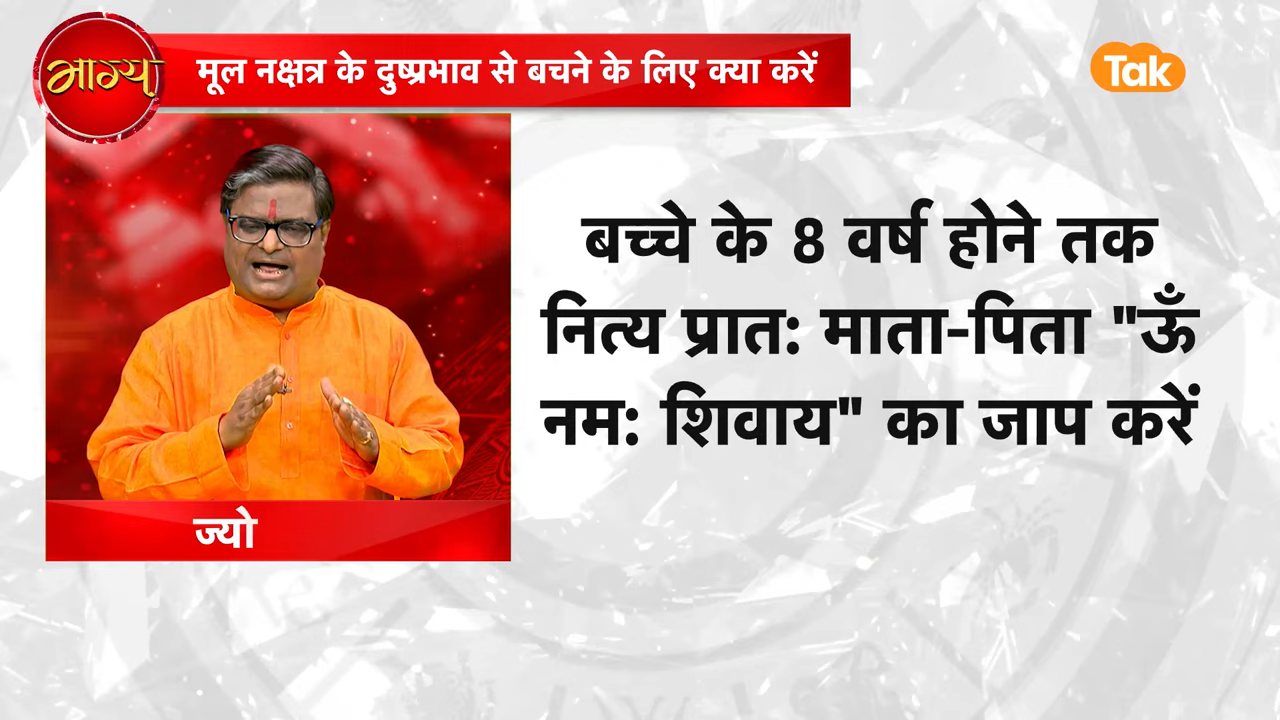 भाग्य
मूल नक्षत्र के दुष्प्रभाव से बचने के लिए क्या करें
Tak
बच्चे के 8 वर्ष होने तक
नित्य प्रात: माता-पिता "ऊँ
नम: शिवाय" का जाप करें
ज्यो